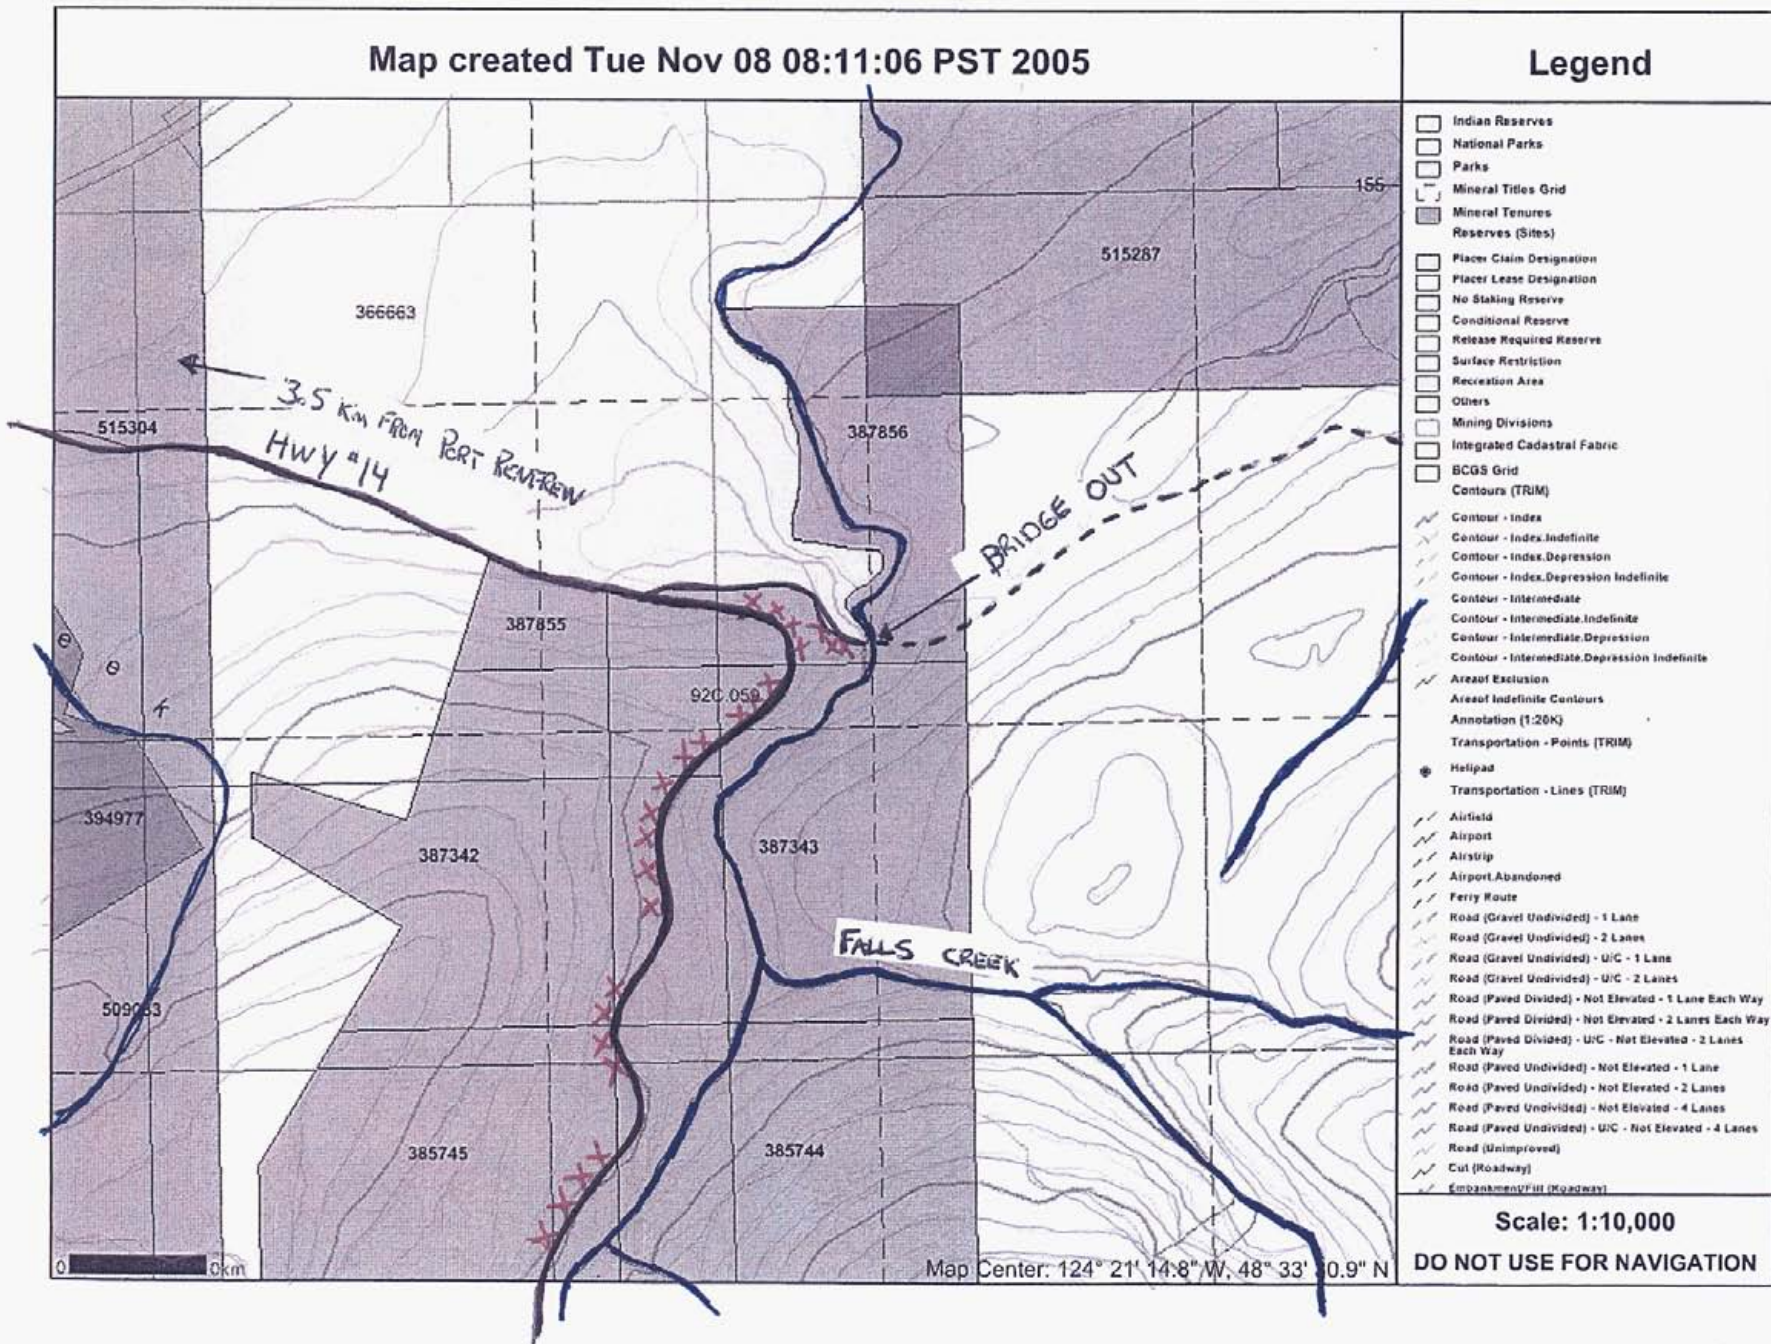 Map created Tue Nov 08 08:11:06 PST 2005
155
515287
366663
3.5 Km FROM PORT RENFREW
HWY #14
515304
387856
BRIDGE OUT
387855
92C.059
394977
387342
387343
FALLS CREEK
385745
385744
0
0km
Map Center: 124° 21' 14.8" W, 48° 33'
Legend
Indian Reserves
National Parks
Parks
Mineral Titles Grid
Mineral Tenures
Reserves (Sites)
Placer Claim Designation
Placer Lease Designation
No Staking Reserve
Conditional Reserve
Release Required Reserve
Surface Restriction
Recreation Area
Others
Mining Divisions
Integrated Cadastral Fabric
BCGS Grid
Contours (TRIM)
Contour - Index
Contour - Index.Indefinite
Contour - Index.Depression
Contour - Index.Depression Indefinite
Contour - Intermediate
Contour - Intermediate.Indefinite
Contour - Intermediate.Depression
Contour - Intermediate.Depression Indefinite
Areaof Exclusion
Areaof Indefinite Contours
Annotation (1:20K)
Transportation - Points (TRIM)
Helipad
Transportation - Lines (TRIM)
Airfield
Airport
Airstrip
Airport.Abandoned
Ferry Route
Road (Gravel Undivided) - 1 Lane
Road (Gravel Undivided) - 2 Lanes
Road (Gravel Undivided) - U/C - 1 Lane
Road (Gravel Undivided) - U/C - 2 Lanes
Road (Paved Divided) - Not Elevated - 1 Lane Each Way
Road (Paved Divided) - Not Elevated - 2 Lanes Each Way
Road (Paved Divided) - U/C - Not Elevated - 2 Lanes
Each Way
Road (Paved Undivided) - Not Elevated - 1 Lane
Road (Paved Undivided) - Not Elevated - 2 Lanes
Road (Paved Undivided) - Not Elevated - 4 Lanes
Road (Paved Undivided) - U/C - Not Elevated - 4 Lanes
Road (Unimproved)
Cut (Roadway)
Embankment/Fill (Roadway)
Scale: 1:10,000
DO NOT USE FOR NAVIGATION